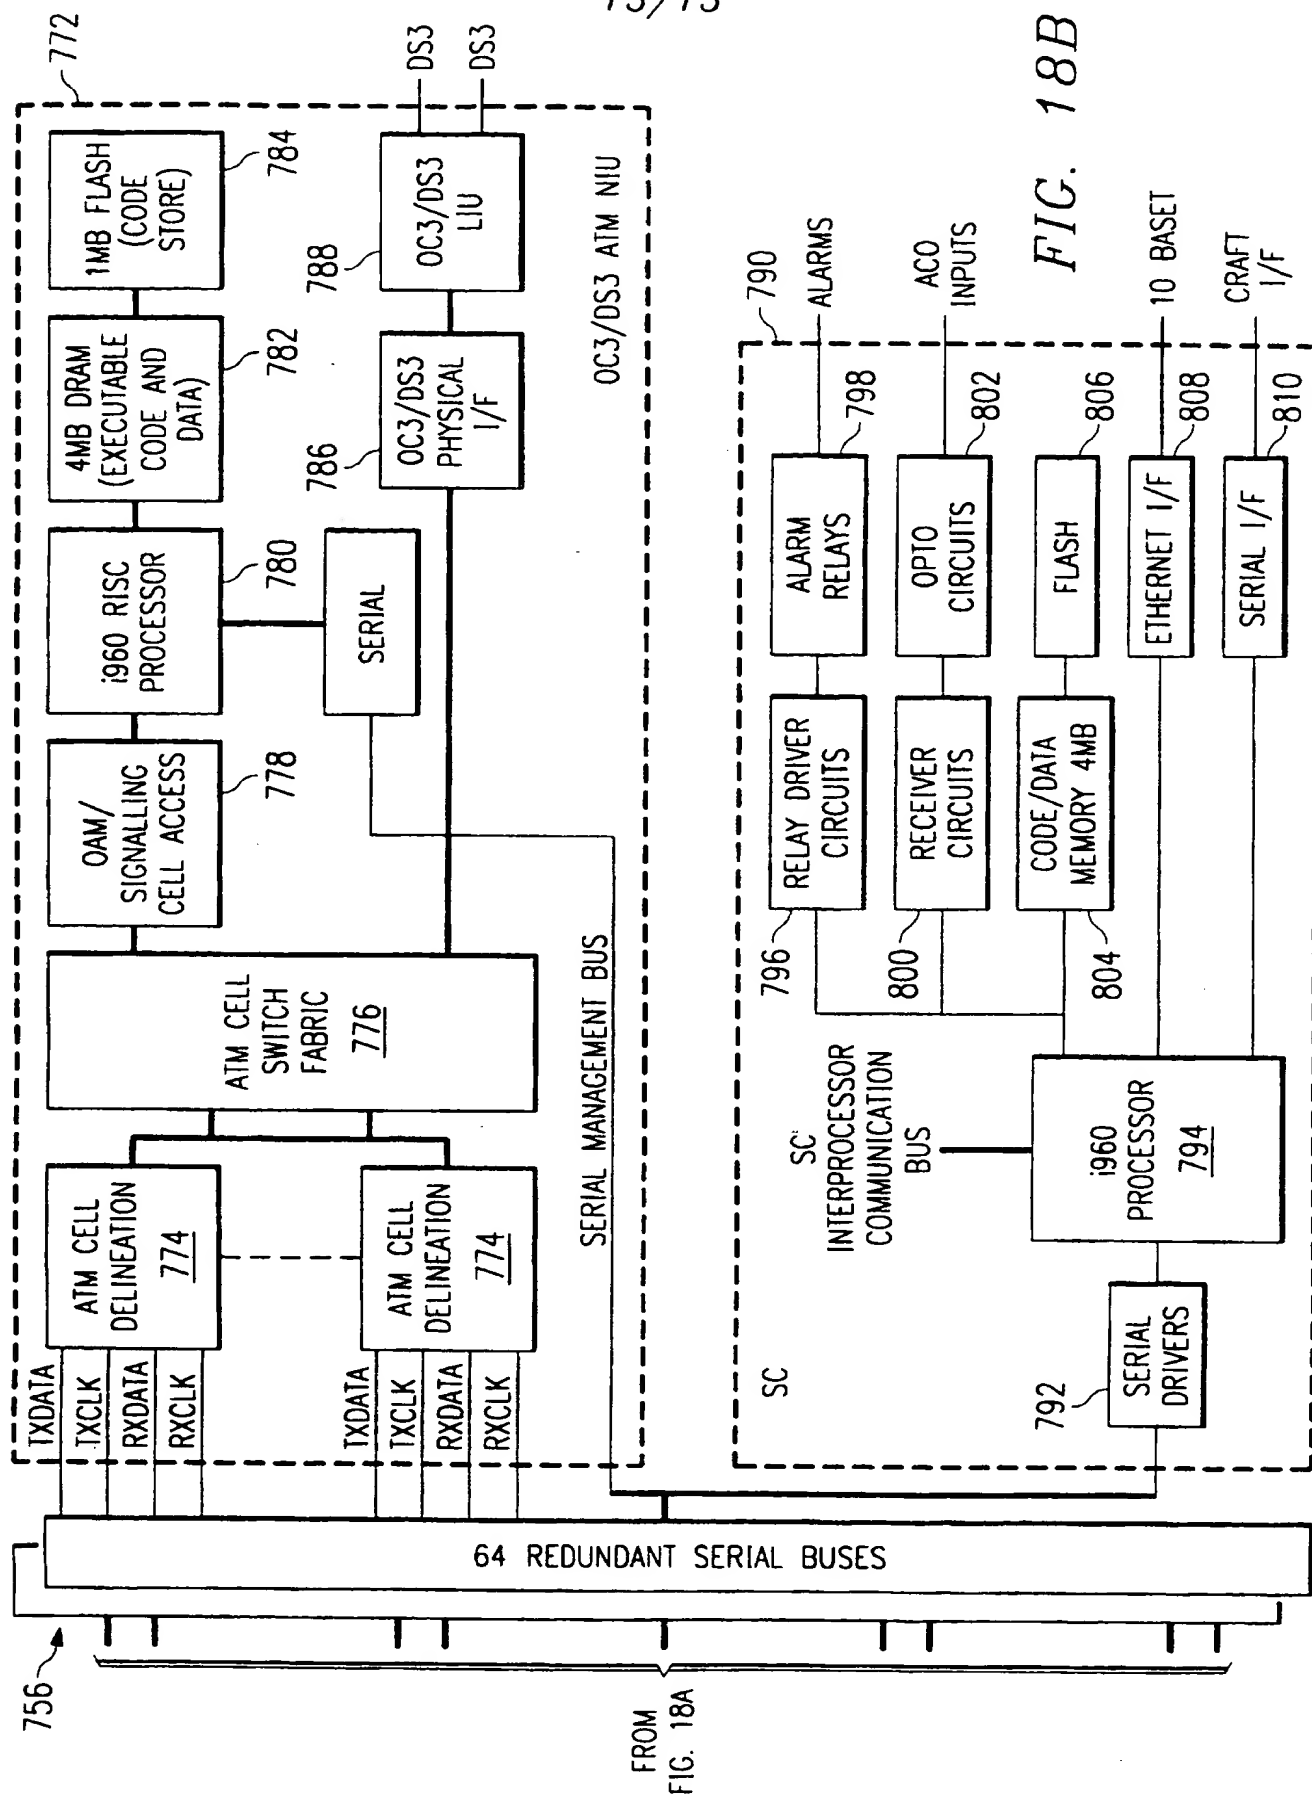 15/15
772
1MB FLASH
(CODE
STORE)
784
4MB DRAM
(EXECUTABLE
CODE AND
DATA)
782
i960 RISC
PROCESSOR
780
OAM/
SIGNALLING
CELL ACCESS
778
SERIAL
DS3
DS3
OC3/DS3
LIU
788
OC3/DS3
PHYSICAL
I/F
786
OC3/DS3 ATM NIU
ATM CELL
SWITCH
FABRIC
776
ATM CELL
DELINEATION
774
ATM CELL
DELINEATION
774
TXDATA
TXCLK
RXDATA
RXCLK
TXDATA
TXCLK
RXDATA
RXCLK
SERIAL MANAGEMENT BUS
64 REDUNDANT SERIAL BUSES
756
FROM
FIG. 18A
790
ALARMS
ACO
INPUTS
10 BASET
CRAFT
I/F
ALARM
RELAYS
798
OPTO
CIRCUITS
802
FLASH
806
ETHERNET I/F
808
SERIAL I/F
810
RELAY DRIVER
CIRCUITS
796
RECEIVER
CIRCUITS
800
CODE/DATA
MEMORY 4MB
804
SC
INTERPROCESSOR
COMMUNICATION
BUS
i960
PROCESSOR
794
SERIAL
DRIVERS
792
SC
FIG. 18B